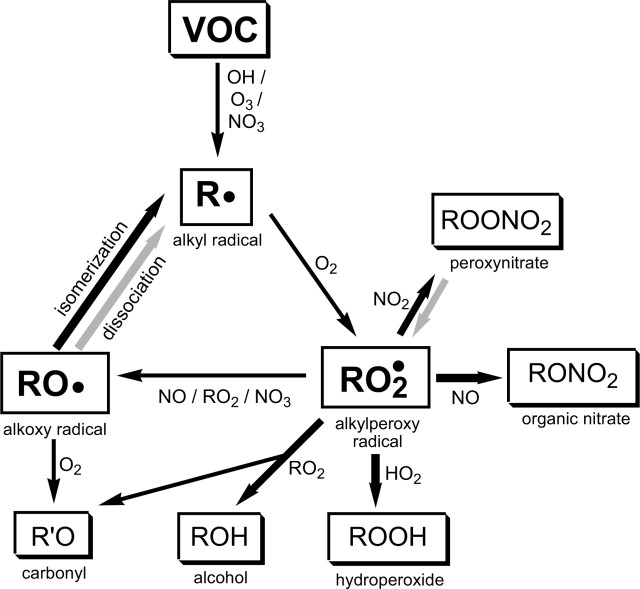 VOC
OH /
O3 /
NO3
R•
alkyl radical
isomerization
dissociation
O2
ROONO2
peroxynitrate
NO2
RO•
alkoxy radical
NO / RO2 / NO3
RO2•
alkylperoxy
radical
NO
RONO2
organic nitrate
O2
RO2
HO2
R'O
carbonyl
ROH
alcohol
ROOH
hydroperoxide